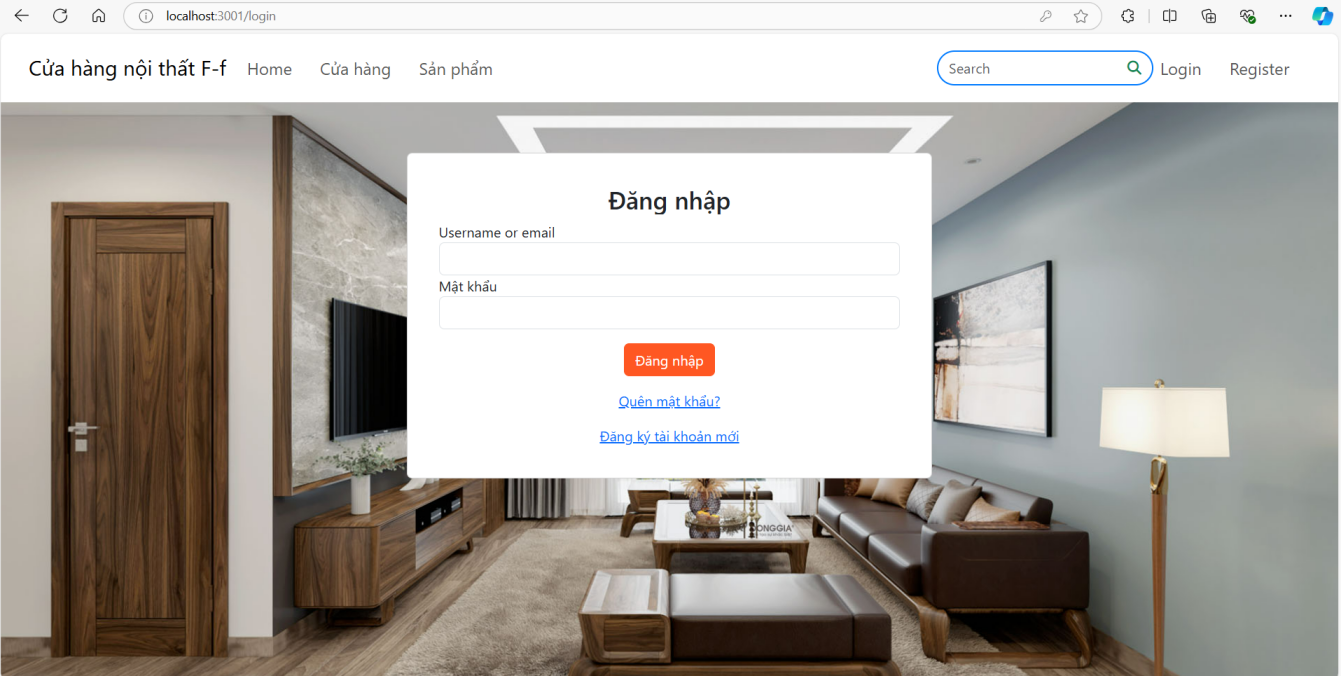 localhost:3001/login
Cửa hàng nội thất F-f Home Cửa hàng Sản phẩm Search Login Register
Đăng nhập
Username or email
Mật khẩu
Đăng nhập
Quên mật khẩu?
Đăng ký tài khoản mới